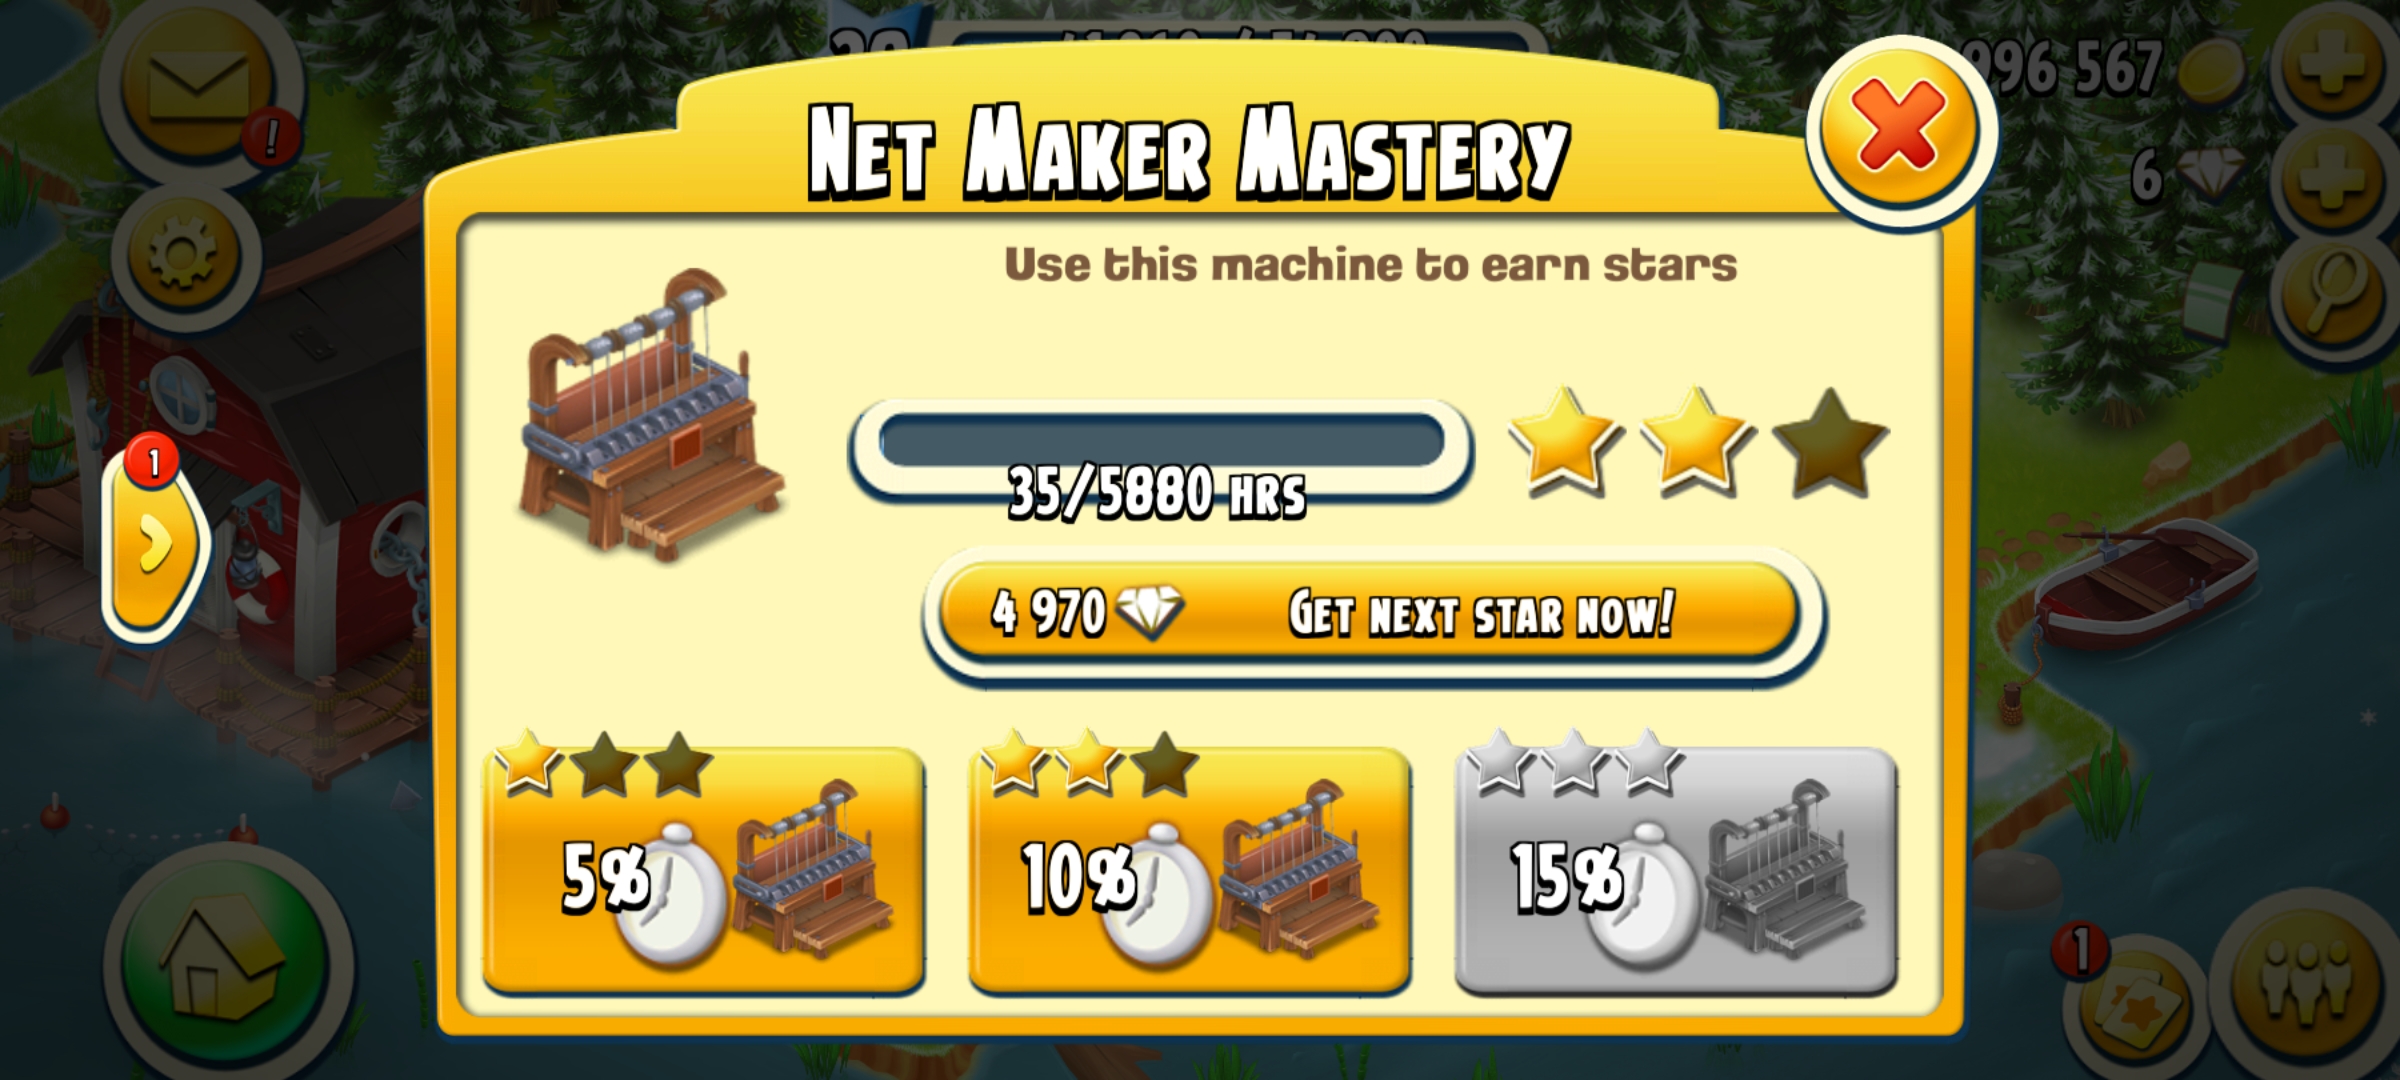 Net Maker Mastery
996 567
6
!
Use this machine to earn stars
1
35/5880 hrs
4 970
Get next star now!
5%
10%
15%
1